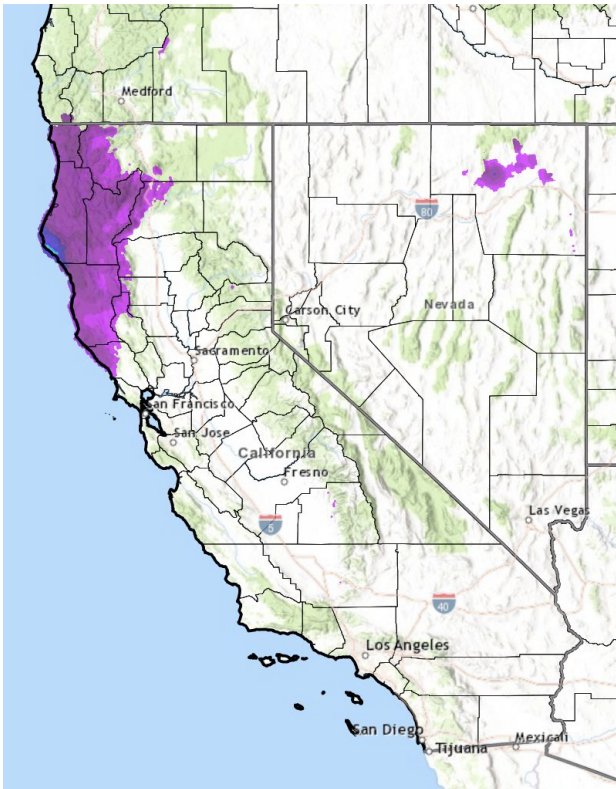 Medford
80
Carson City
Nevada
Sacramento
San Francisco
San Jose
California
Fresno
5
Las Vegas
40
Los Angeles
San Diego
Tijuana
Mexicali